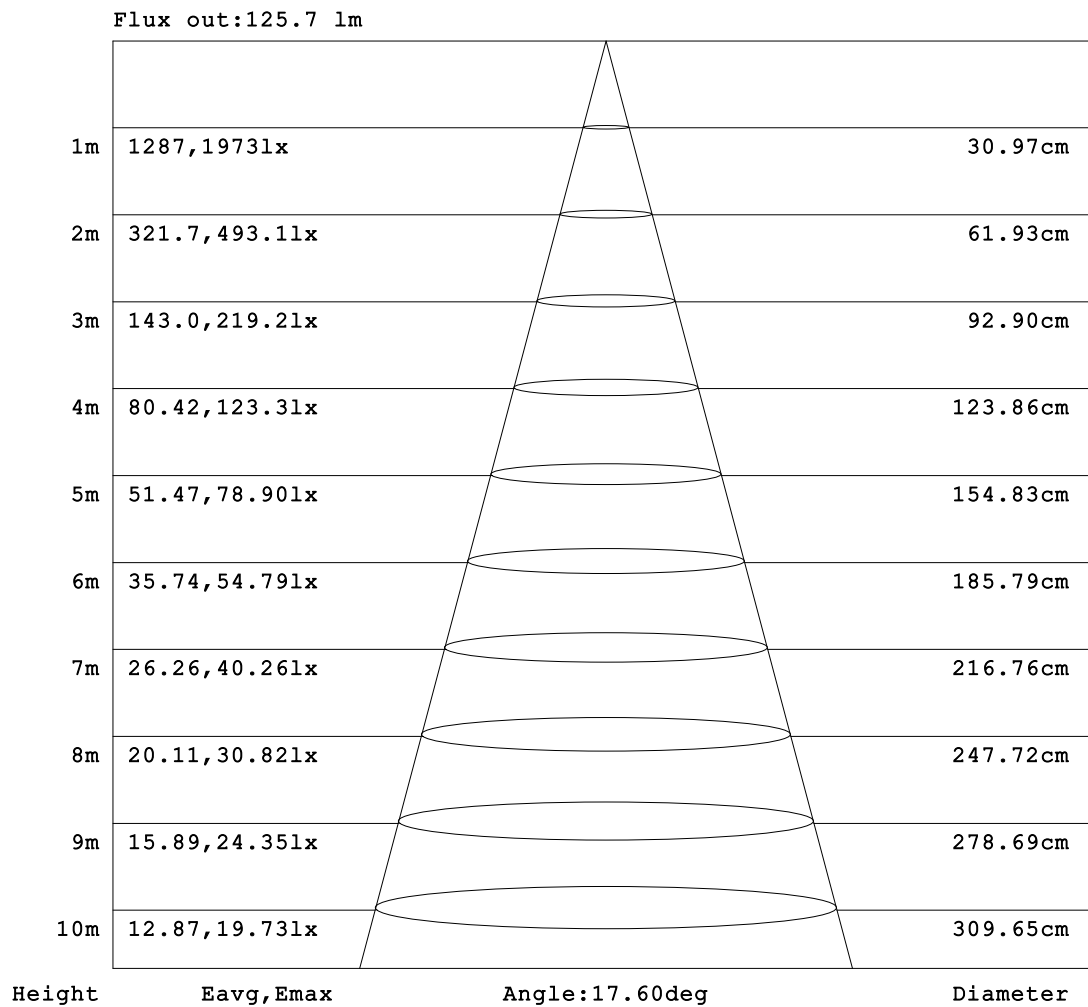 Flux out:125.7 lm
1m 1287,1973lx 30.97cm
2m 321.7,493.1lx 61.93cm
3m 143.0,219.2lx 92.90cm
4m 80.42,123.3lx 123.86cm
5m 51.47,78.90lx 154.83cm
6m 35.74,54.79lx 185.79cm
7m 26.26,40.26lx 216.76cm
8m 20.11,30.82lx 247.72cm
9m 15.89,24.35lx 278.69cm
10m 12.87,19.73lx 309.65cm
Height Eavg,Emax Angle:17.60deg Diameter